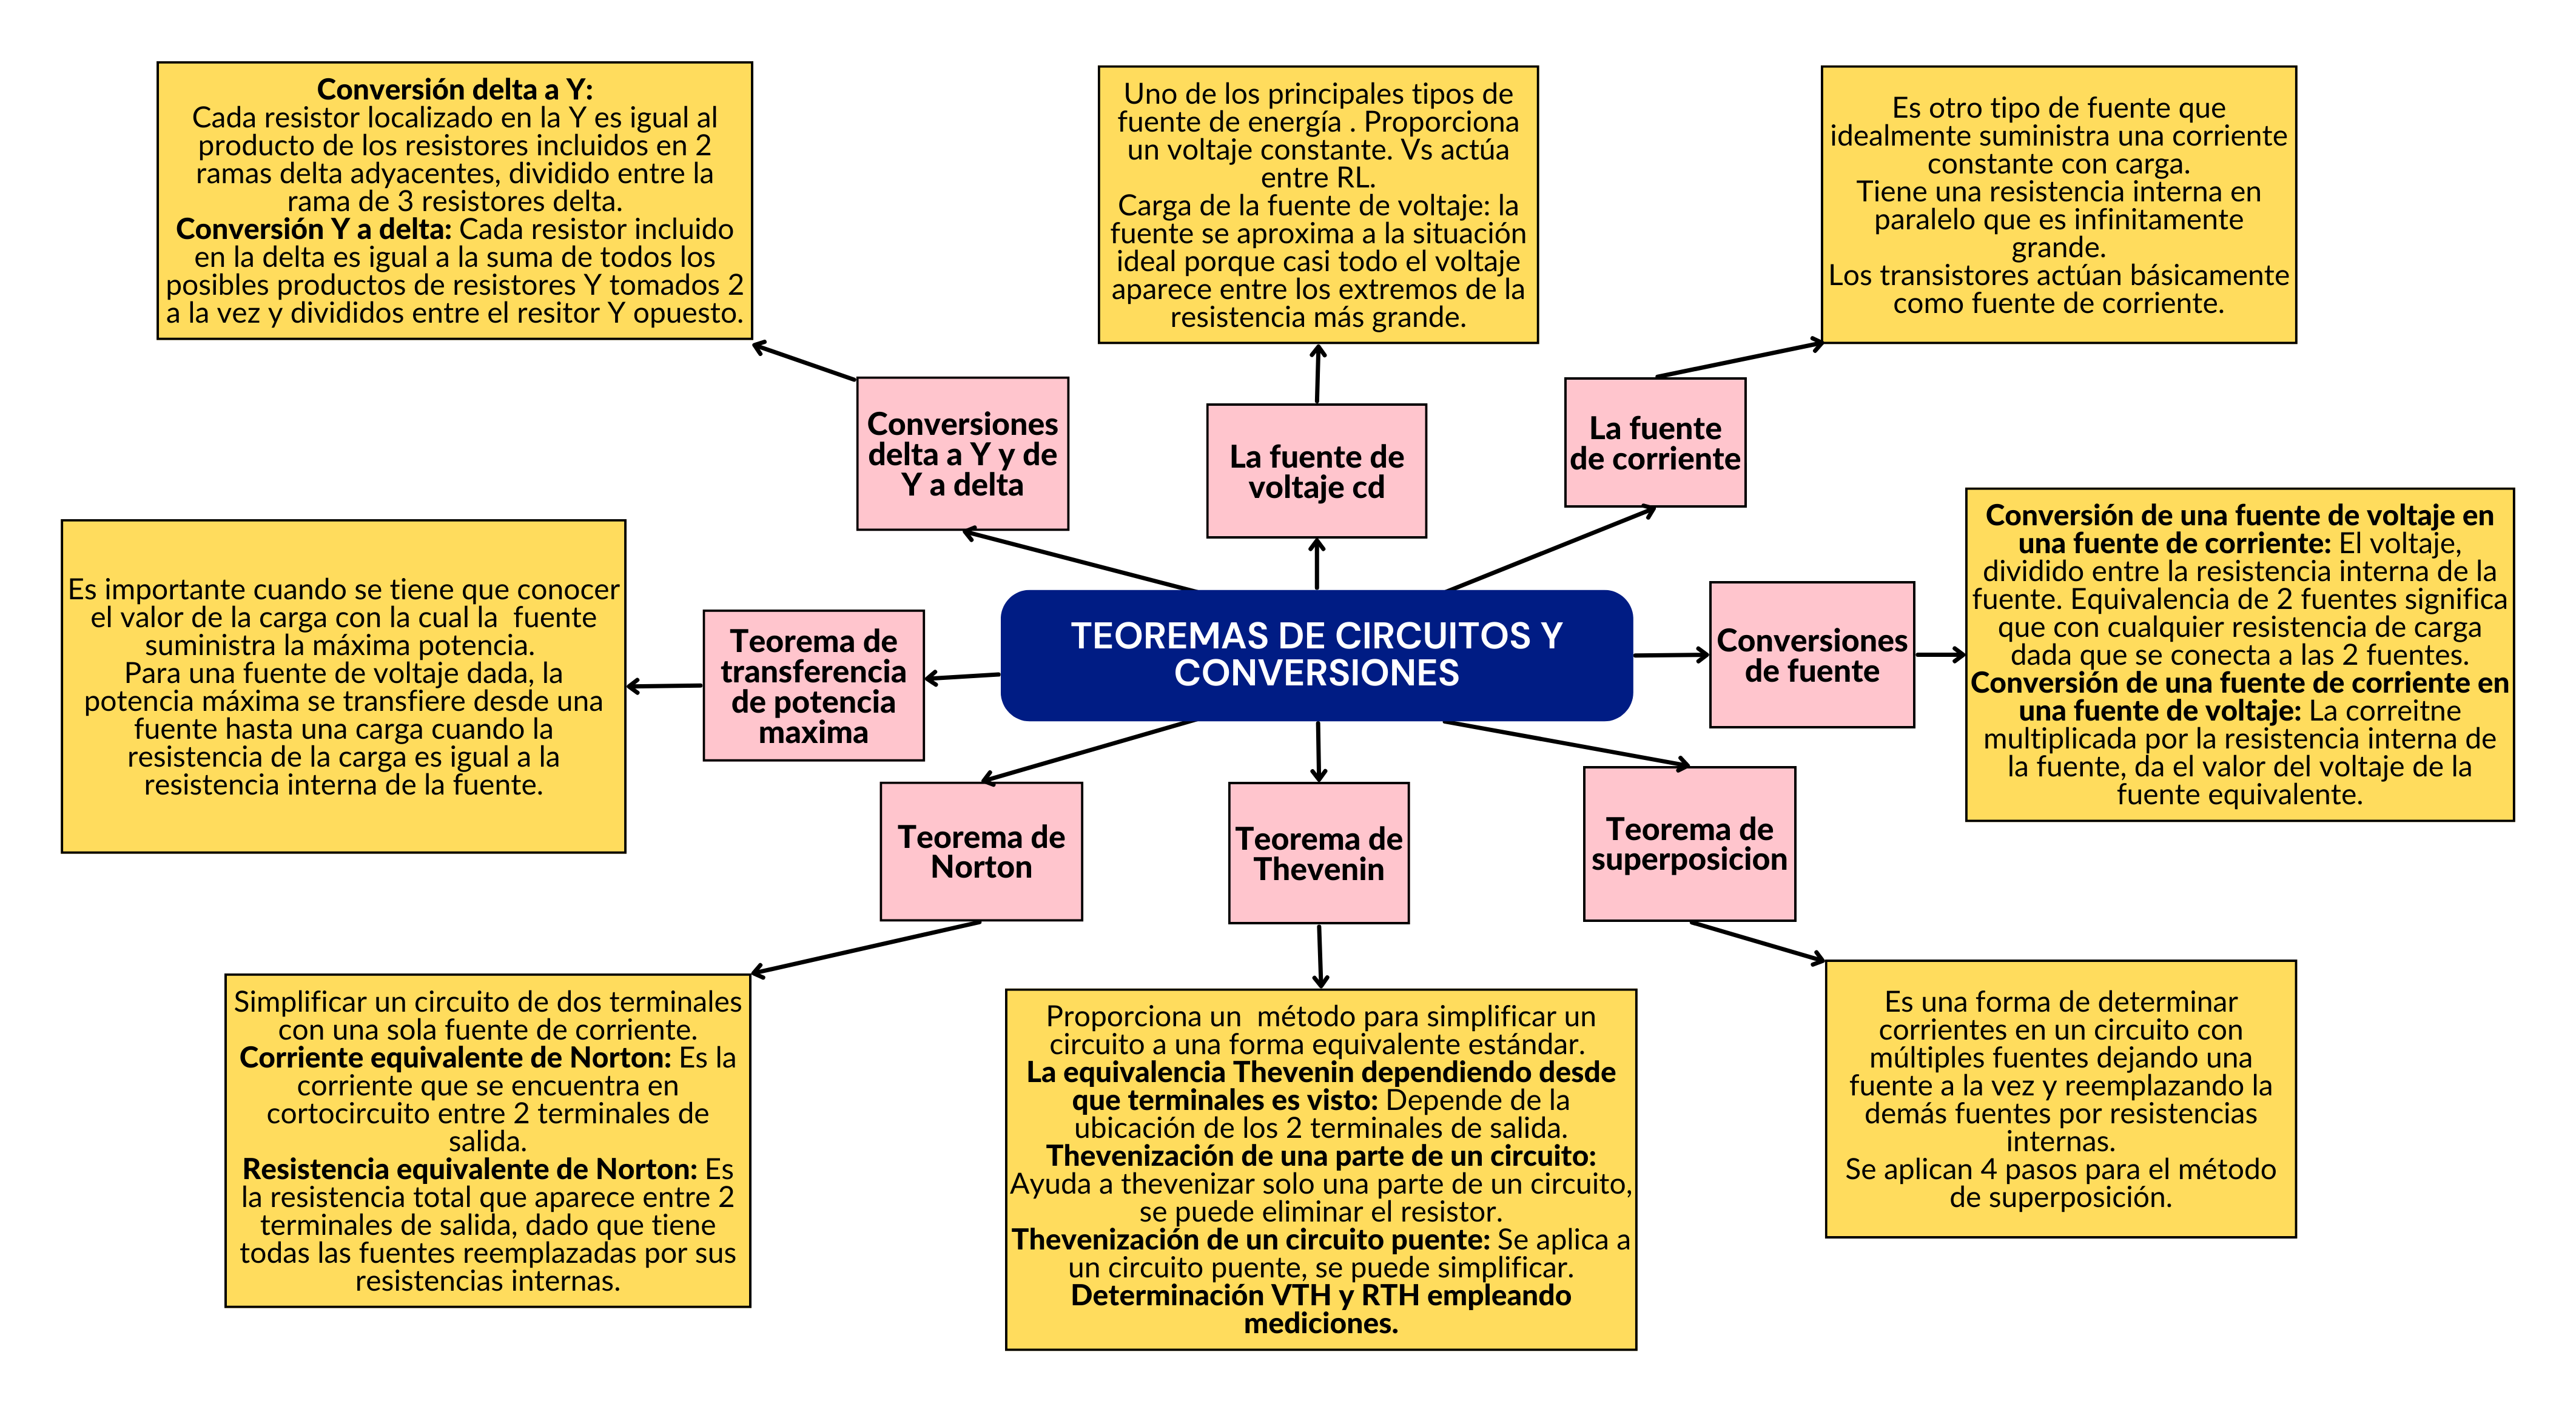 Conversión delta a Y:
Cada resistor localizado en la Y es igual al
producto de los resistores incluidos en 2
ramas delta adyacentes, dividido entre la
rama de 3 resistores delta.
Conversión Y a delta: Cada resistor incluido
en la delta es igual a la suma de todos los
posibles productos de resistores Y tomados 2
a la vez y divididos entre el resitor Y opuesto.
Uno de los principales tipos de
fuente de energía . Proporciona
un voltaje constante. Vs actúa
entre RL.
Carga de la fuente de voltaje: la
fuente se aproxima a la situación
ideal porque casi todo el voltaje
aparece entre los extremos de la
resistencia más grande.
Es otro tipo de fuente que
idealmente suministra una corriente
constante con carga.
Tiene una resistencia interna en
paralelo que es infinitamente
grande.
Los transistores actúan básicamente
como fuente de corriente.
Conversiones
delta a Y y de
Y a delta
La fuente de
voltaje cd
La fuente
de corriente
Es importante cuando se tiene que conocer
el valor de la carga con la cual la  fuente
suministra la máxima potencia.
Para una fuente de voltaje dada, la
potencia máxima se transfiere desde una
fuente hasta una carga cuando la
resistencia de la carga es igual a la
resistencia interna de la fuente.
Teorema de
transferencia
de potencia
maxima
TEOREMAS DE CIRCUITOS Y
CONVERSIONES
Conversiones
de fuente
Conversión de una fuente de voltaje en
una fuente de corriente: El voltaje,
dividido entre la resistencia interna de la
fuente. Equivalencia de 2 fuentes significa
que con cualquier resistencia de carga
dada que se conecta a las 2 fuentes.
Conversión de una fuente de corriente en
una fuente de voltaje: La correitne
multiplicada por la resistencia interna de
la fuente, da el valor del voltaje de la
fuente equivalente.
Teorema de
Norton
Teorema de
Thevenin
Teorema de
superposicion
Simplificar un circuito de dos terminales
con una sola fuente de corriente.
Corriente equivalente de Norton: Es la
corriente que se encuentra en
cortocircuito entre 2 terminales de
salida.
Resistencia equivalente de Norton: Es
la resistencia total que aparece entre 2
terminales de salida, dado que tiene
todas las fuentes reemplazadas por sus
resistencias internas.
Proporciona un  método para simplificar un
circuito a una forma equivalente estándar.
La equivalencia Thevenin dependiendo desde
que terminales es visto: Depende de la
ubicación de los 2 terminales de salida.
Thevenización de una parte de un circuito:
Ayuda a thevenizar solo una parte de un circuito,
se puede eliminar el resistor.
Thevenización de un circuito puente: Se aplica a
un circuito puente, se puede simplificar.
Determinación VTH y RTH empleando
mediciones.
Es una forma de determinar
corrientes en un circuito con
múltiples fuentes dejando una
fuente a la vez y reemplazando la
demás fuentes por resistencias
internas.
Se aplican 4 pasos para el método
de superposición.